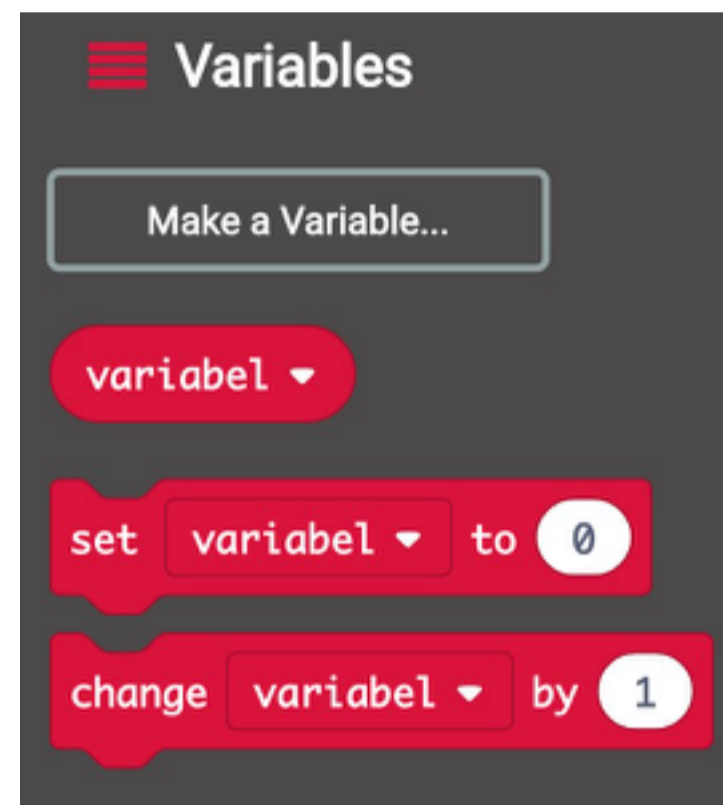 Variables
Make a Variable...
variabel
set variabel to 0
change variabel by 1